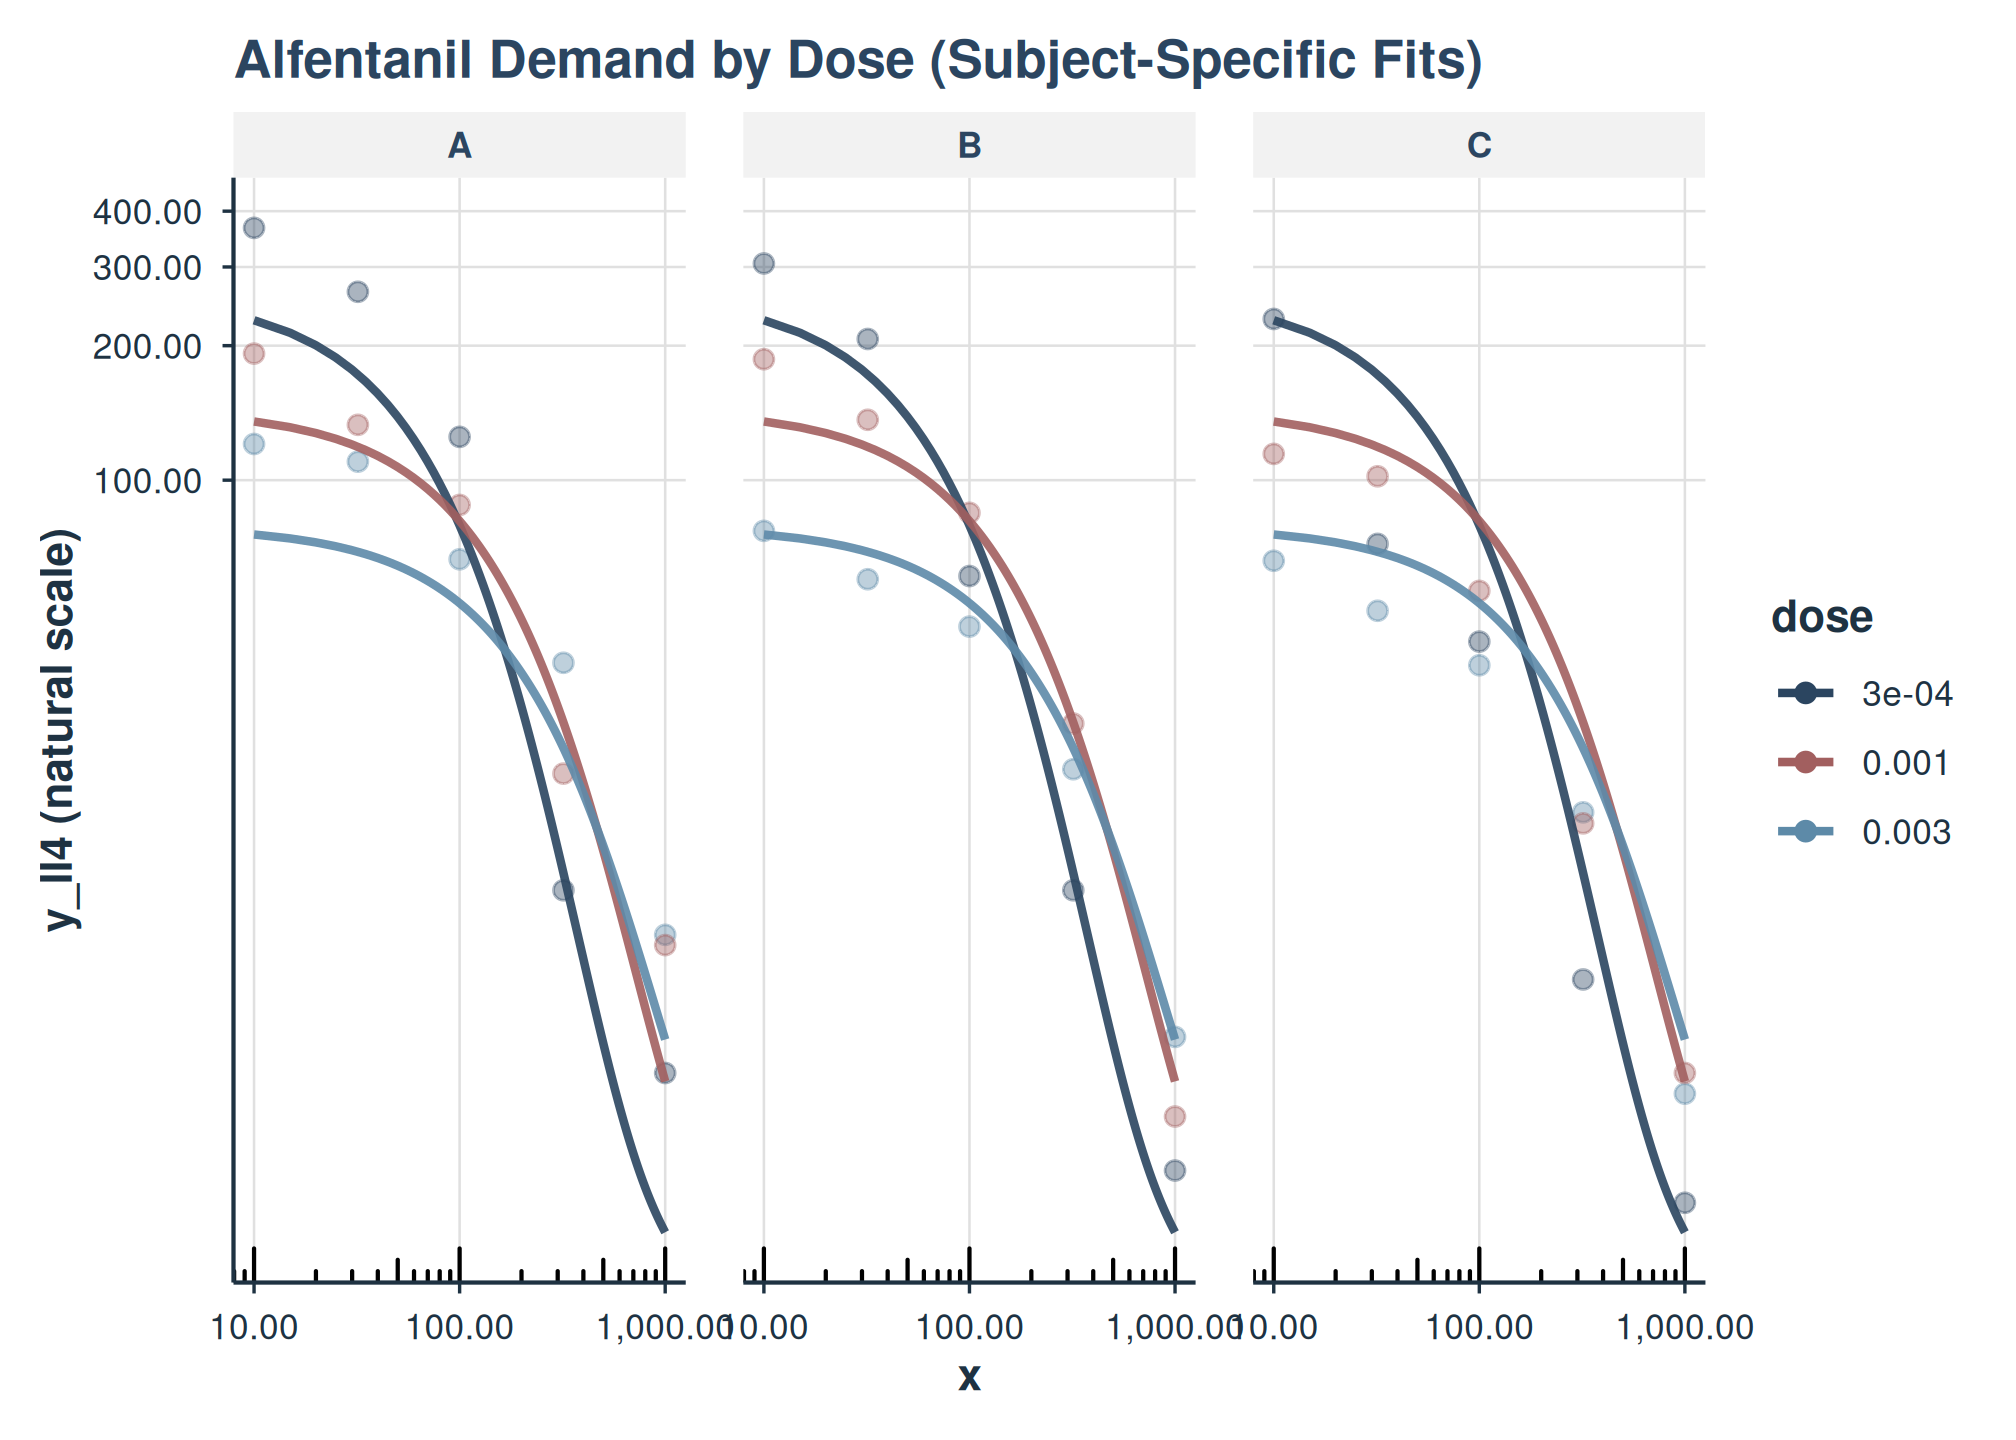 Alfentanil Demand by Dose (Subject-Specific Fits)
A
B
C
400.00
300.00
200.00
100.00
y_ll4 (natural scale)
10.00
100.00
1,000.00
10.00
100.00
1,000.00
10.00
100.00
1,000.00
x
dose
3e-04
0.001
0.003